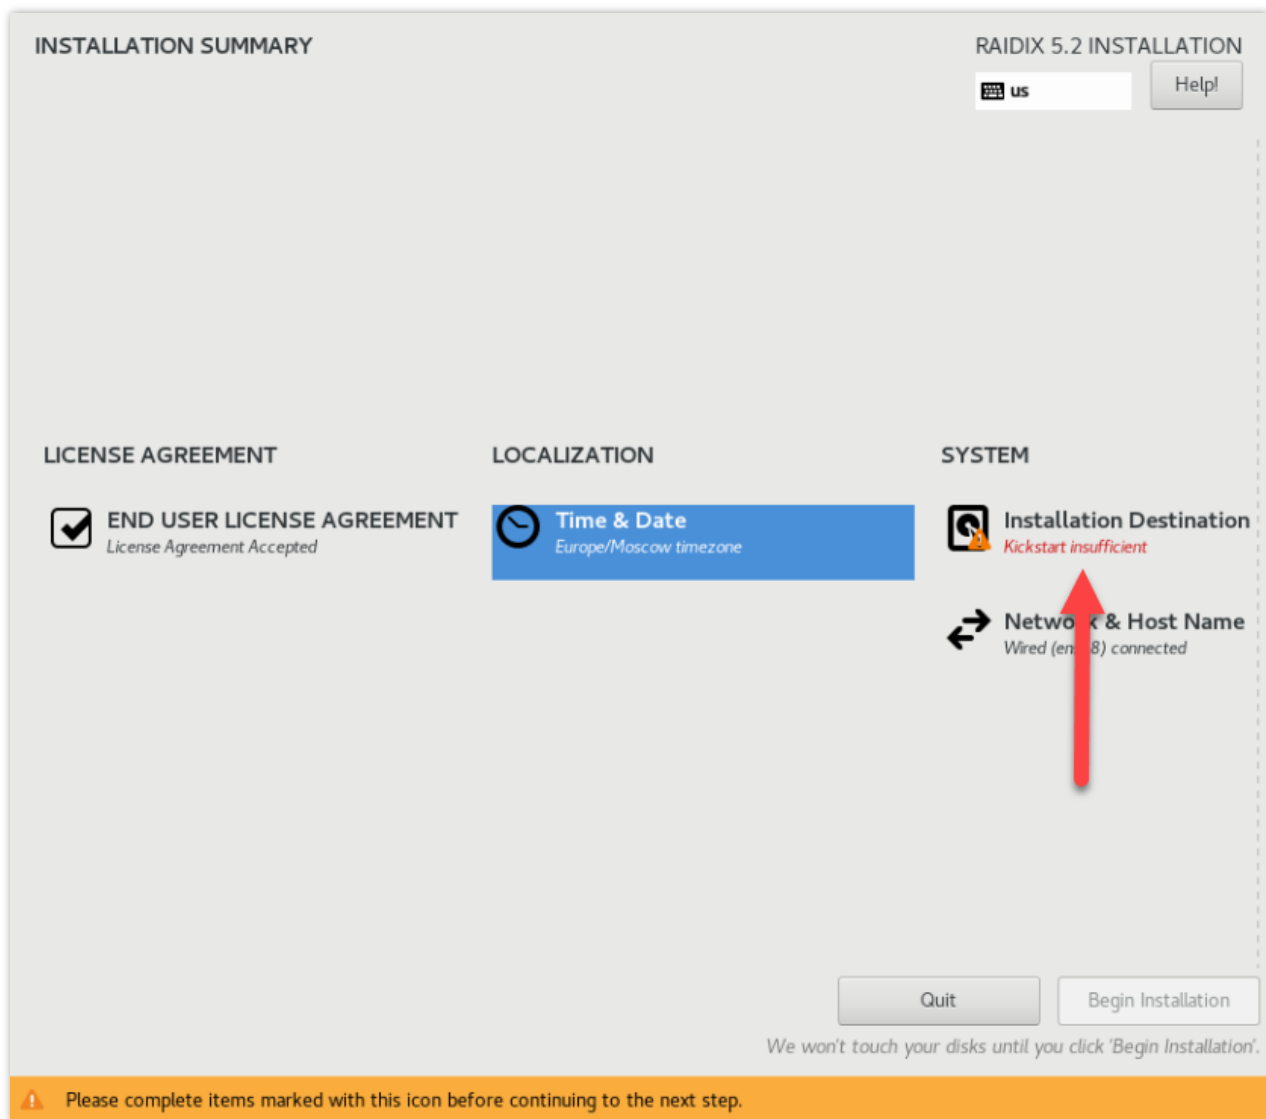 INSTALLATION SUMMARY
RAIDIX 5.2 INSTALLATION
us
Help!
LICENSE AGREEMENT
LOCALIZATION
SYSTEM
END USER LICENSE AGREEMENT
License Agreement Accepted
Time & Date
Europe/Moscow timezone
Installation Destination
Kickstart insufficient
Network & Host Name
Wired connected
Quit
Begin Installation
We won't touch your disks until you click 'Begin Installation'.
Please complete items marked with this icon before continuing to the next step.